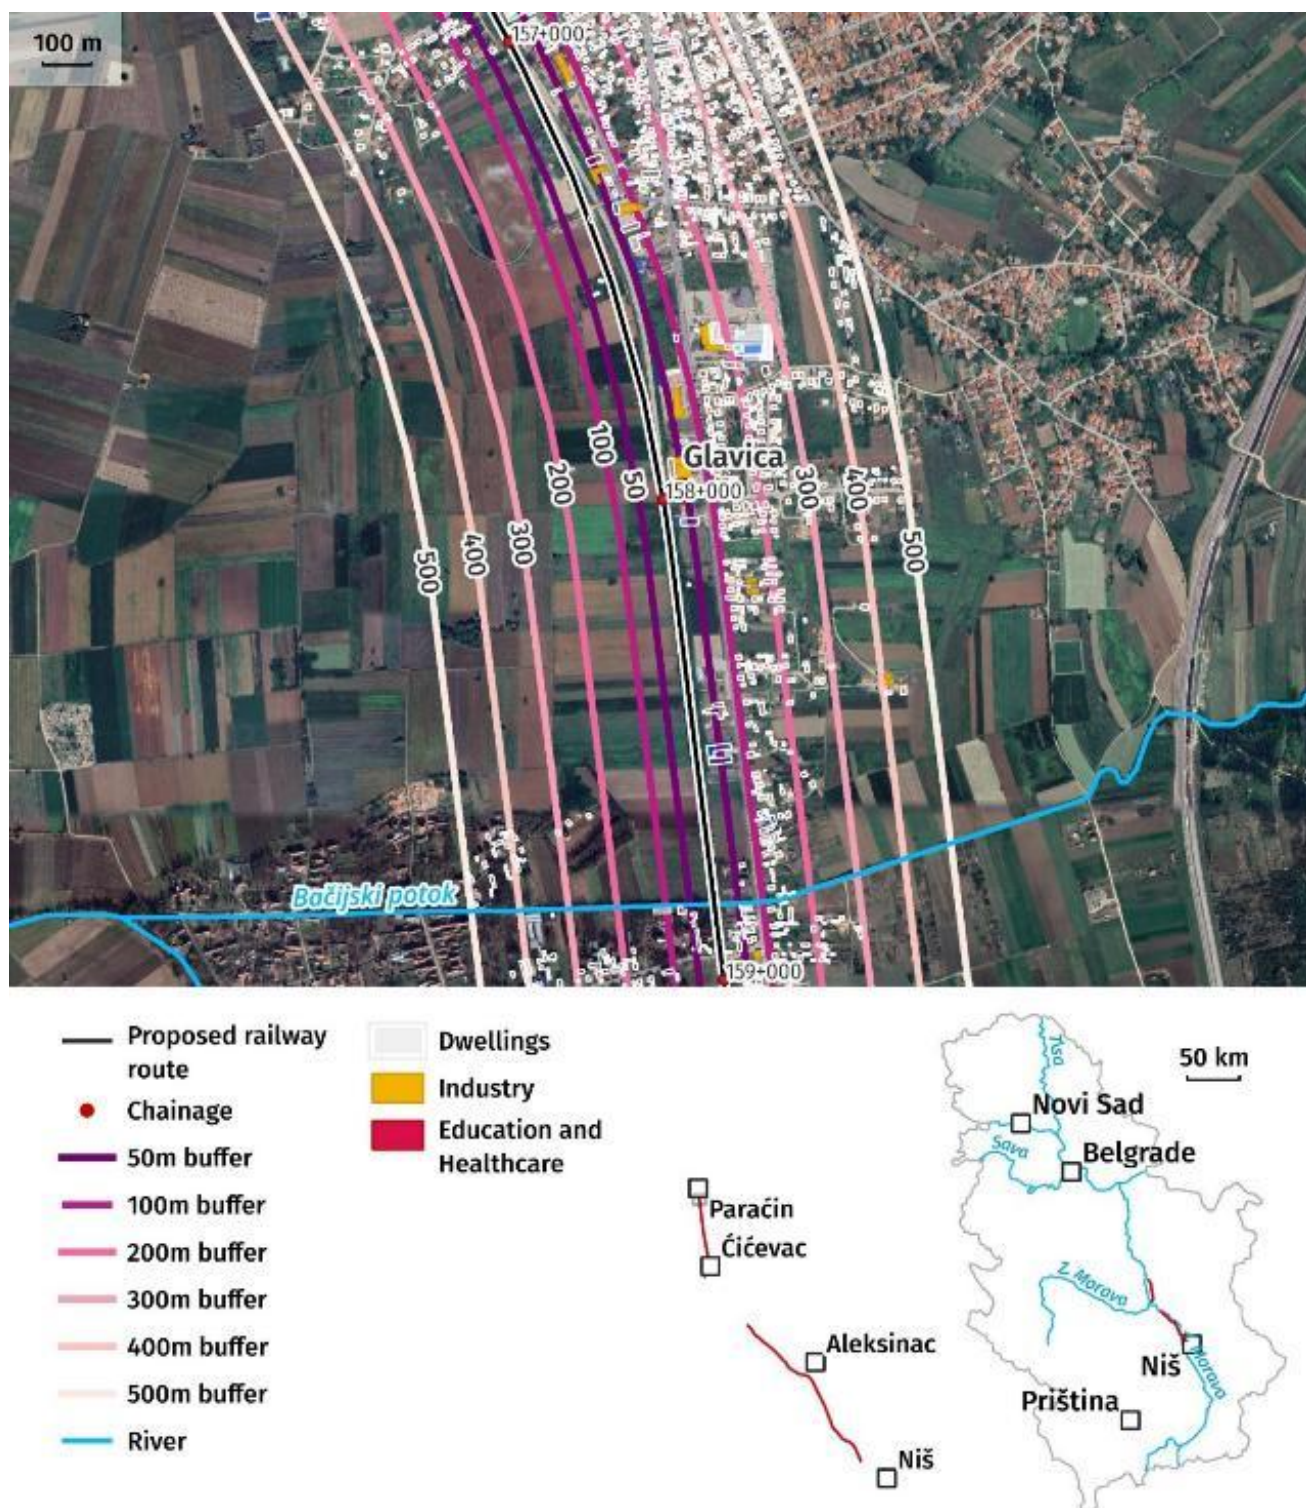 100 m
157+000
Glavica
158+000
100
50
200
300
400
500
300
400
500
Bačijski potok
159+000
Proposed railway
route
Chainage
50m buffer
100m buffer
200m buffer
300m buffer
400m buffer
500m buffer
River
Dwellings
Industry
Education and
Healthcare
Paraćin
Ćićevac
Aleksinac
Niš
50 km
Tisa
Novi Sad
Sava
Belgrade
Z. Morava
Niš
Morava
Priština